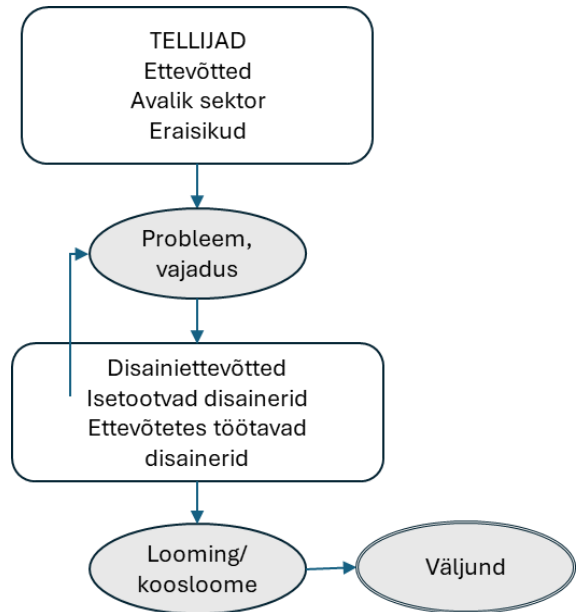 TELLIJAD
Ettevõtted
Avalik sektor
Eraisikud
Probleem,
vajadus
Disainiettevõtted
Isetootvad disainerid
Ettevõtetes töötavad
disainerid
Looming/
koosloome
Väljund